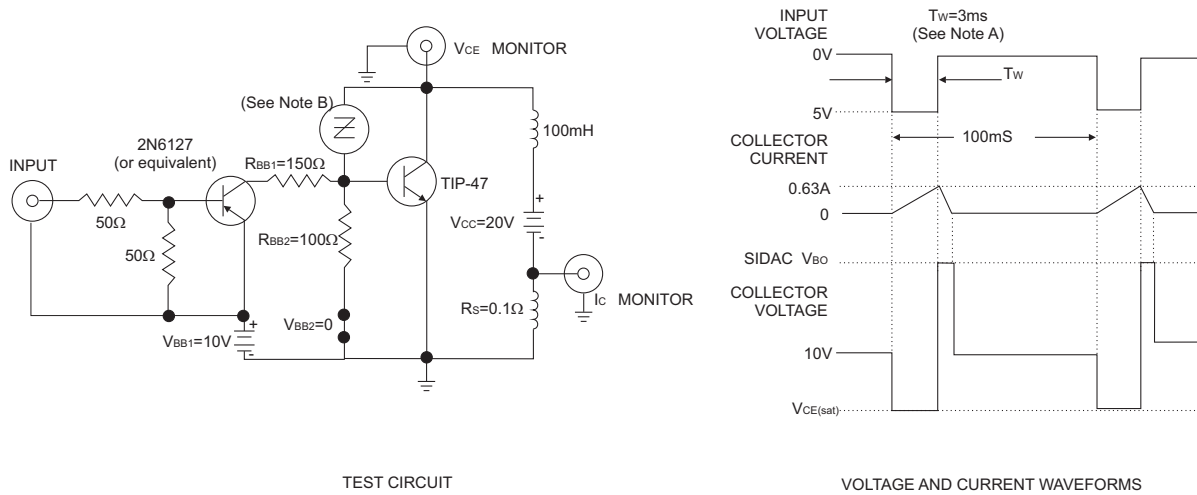 VCE MONITOR
(See Note B)
100mH
2N6127
(or equivalent)
INPUT
RBB1=150Ω
TIP-47
50Ω
VCC=20V
+
-
RBB2=100Ω
50Ω
IC MONITOR
RS=0.1Ω
VBB1=10V
+
-
VBB2=0
TEST CIRCUIT
INPUT
VOLTAGE
TW=3ms
(See Note A)
0V
TW
5V
100mS
COLLECTOR
CURRENT
0.63A
0
SIDAC VBO
COLLECTOR
VOLTAGE
10V
VCE(sat)
VOLTAGE AND CURRENT WAVEFORMS